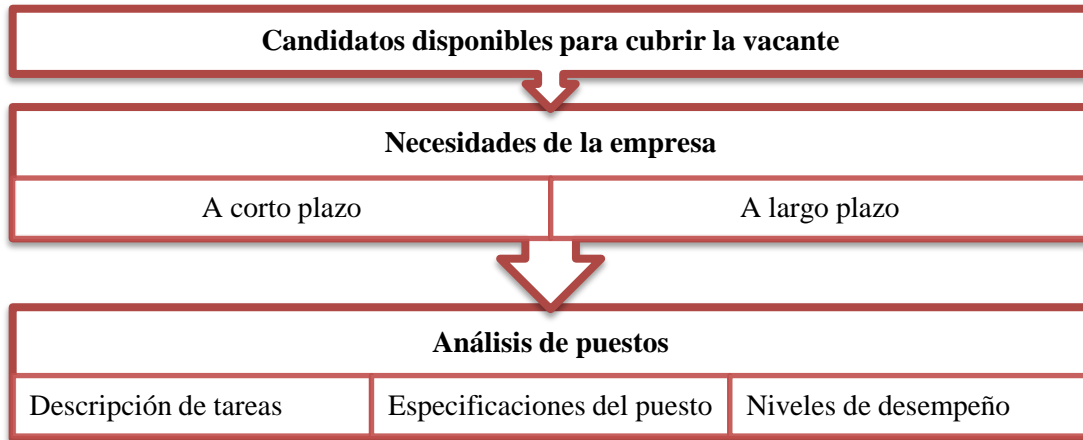 Candidatos disponibles para cubrir la vacante
Necesidades de la empresa
A corto plazo
A largo plazo
Análisis de puestos
Descripción de tareas
Especificaciones del puesto
Niveles de desempeño